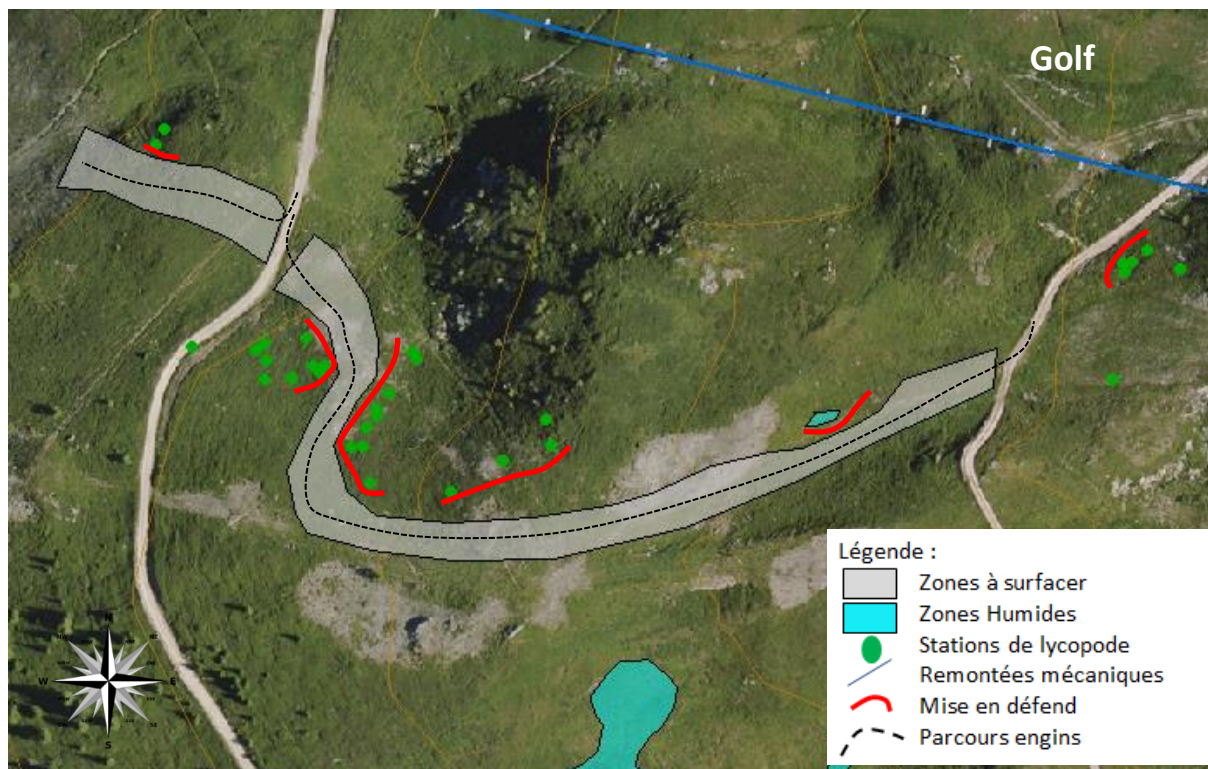 Golf
Légende :
Zones à surfacer
Zones Humides
Stations de lycopode
Remontées mécaniques
Mise en défend
Parcours engins
N
W
E
S